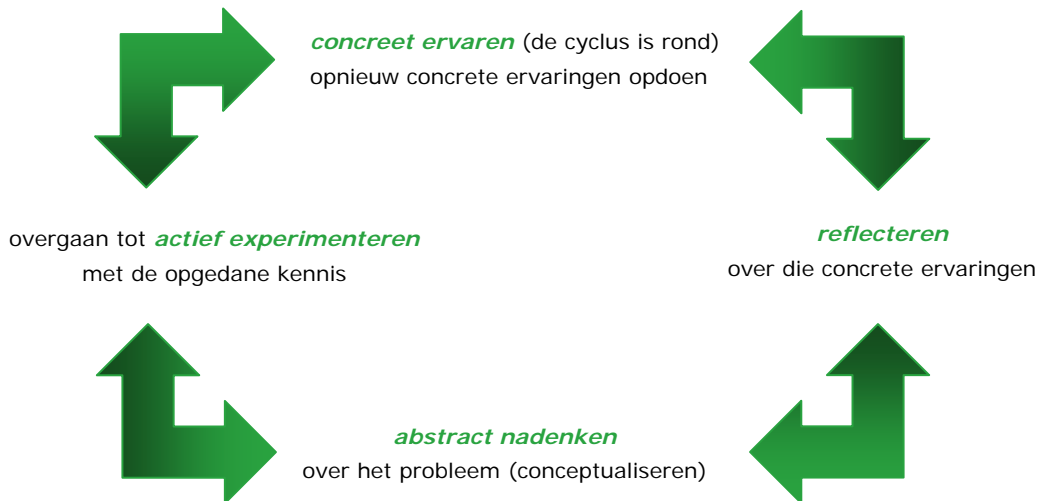 concreet ervaren (de cyclus is rond)
opnieuw concrete ervaringen opdoen
overgaan tot actief experimenteren
met de opgedane kennis
reflecteren
over die concrete ervaringen
abstract nadenken
over het probleem (conceptualiseren)